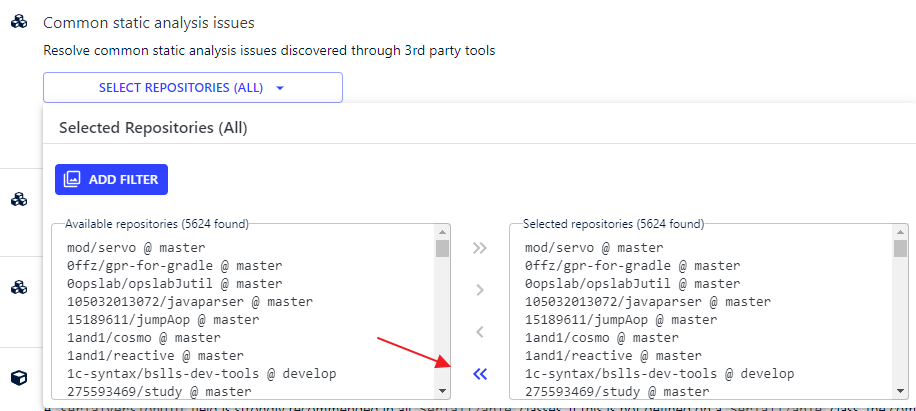 Common static analysis issues
Resolve common static analysis issues discovered through 3rd party tools
SELECT REPOSITORIES (ALL)
Selected Repositories (All)
ADD FILTER
Available repositories (5624 found)
mod/servo @ master
0ffz/gpr-for-gradle @ master
0opslab/opslabJutil @ master
105032013072/javaparser @ master
15189611/jumpAop @ master
1and1/cosmo @ master
1and1/reactive @ master
1c-syntax/bslls-dev-tools @ develop
275593469/study @ master
Selected repositories (5624 found)
mod/servo @ master
0ffz/gpr-for-gradle @ master
0opslab/opslabJutil @ master
105032013072/javaparser @ master
15189611/jumpAop @ master
1and1/cosmo @ master
1and1/reactive @ master
1c-syntax/bslls-dev-tools @ develop
275593469/study @ master